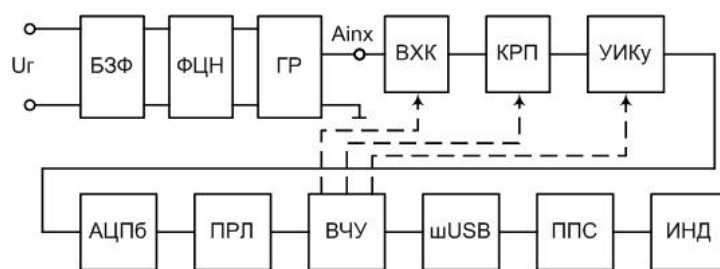 Uг
БЗФ
ФЦН
ГР
Ainx
ВХК
КРП
УИКу
АЦПб
ПРЛ
ВЧУ
шUSB
ППС
ИНД